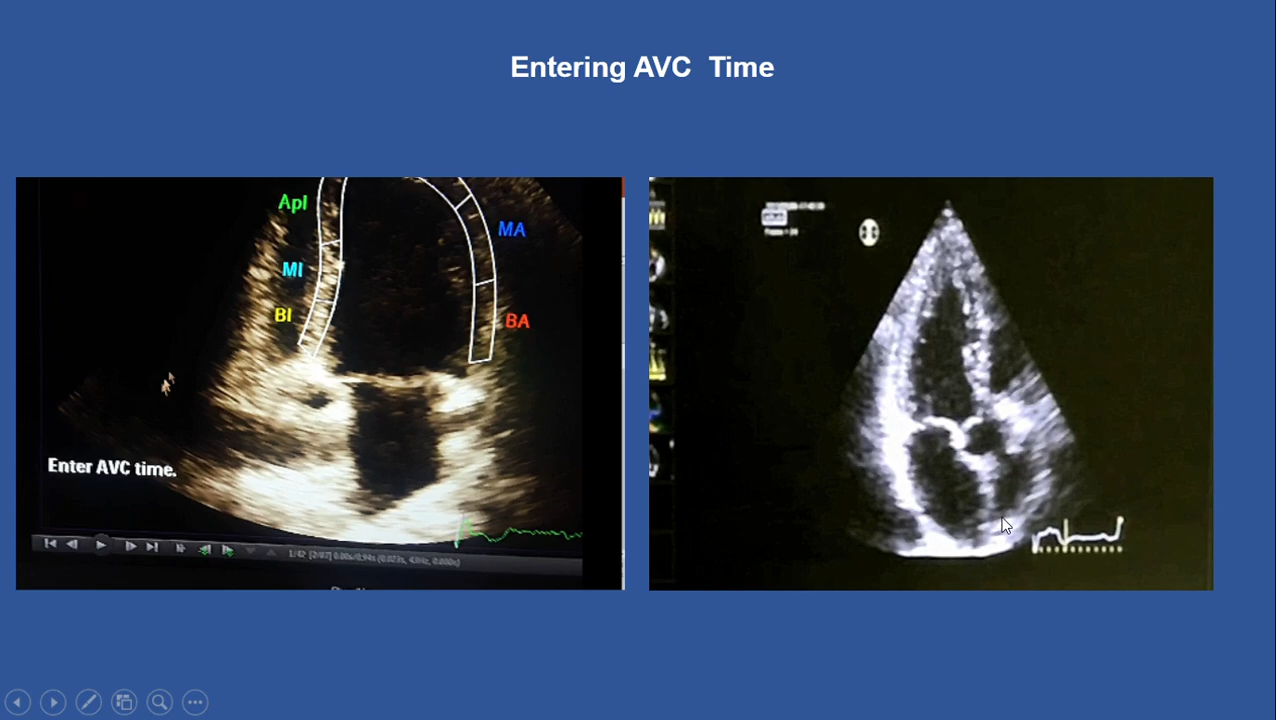 Entering AVC Time
Apl
MI
BI
MA
BA
Enter AVC time.